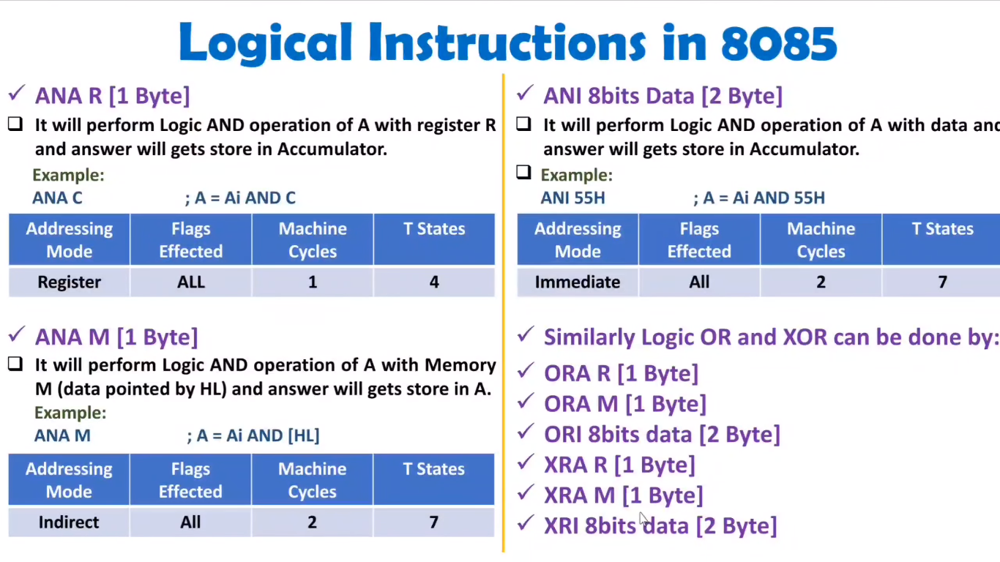 Logical Instructions in 8085
✓ ANA R [1 Byte]
❑ It will perform Logic AND operation of A with register R
and answer will gets store in Accumulator.
Example:
ANA C ; A = Ai AND C
Addressing Mode Flags Effected Machine Cycles T States
Register ALL 1 4
✓ ANA M [1 Byte]
❑ It will perform Logic AND operation of A with Memory
M (data pointed by HL) and answer will gets store in A.
Example:
ANA M ; A = Ai AND [HL]
Addressing Mode Flags Effected Machine Cycles T States
Indirect All 2 7
✓ ANI 8bits Data [2 Byte]
❑ It will perform Logic AND operation of A with data and
answer will gets store in Accumulator.
❑ Example:
ANI 55H ; A = Ai AND 55H
Addressing Mode Flags Effected Machine Cycles T States
Immediate All 2 7
✓ Similarly Logic OR and XOR can be done by:
✓ ORA R [1 Byte]
✓ ORA M [1 Byte]
✓ ORI 8bits data [2 Byte]
✓ XRA R [1 Byte]
✓ XRA M [1 Byte]
✓ XRI 8bits data [2 Byte]